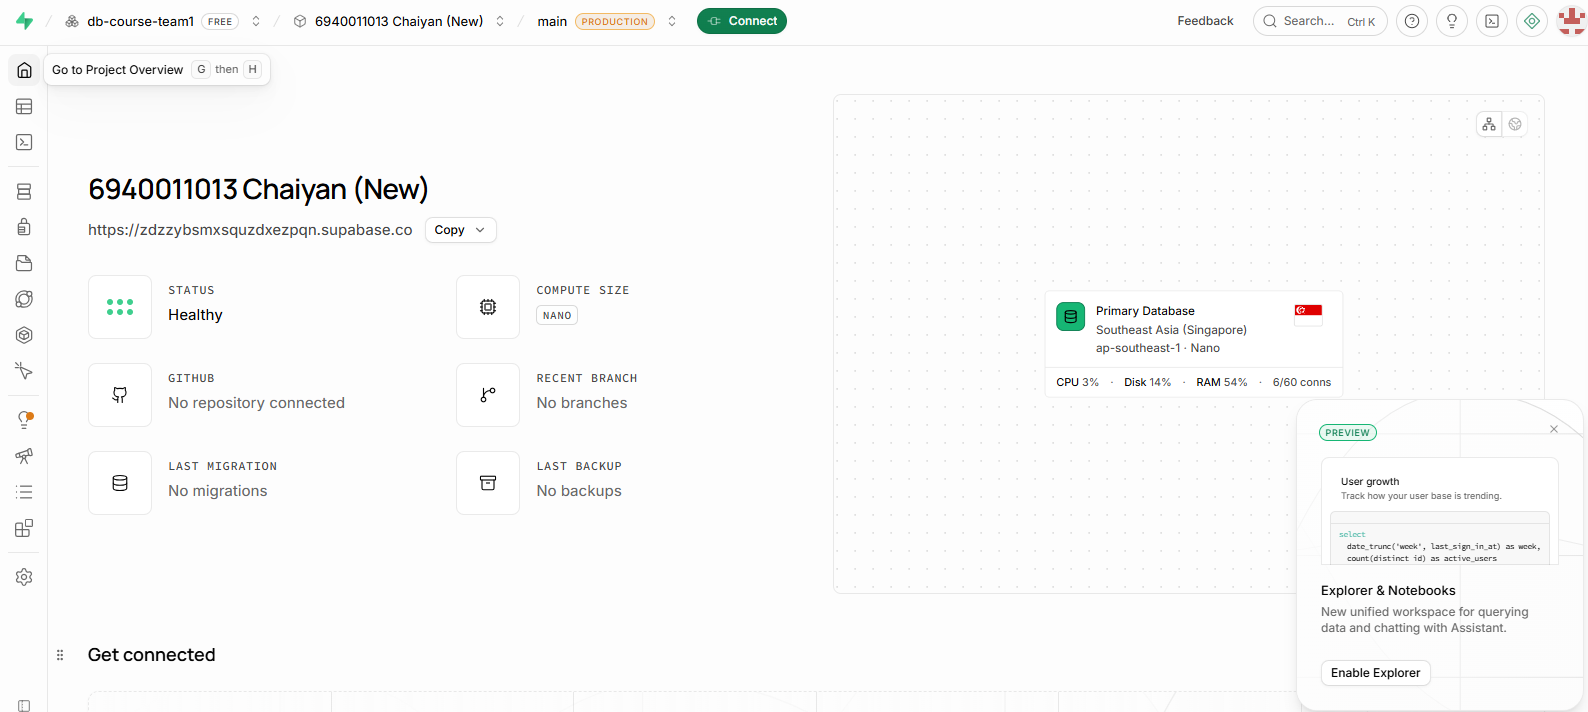 db-course-team1 FREE 6940011013 Chaiyan (New) main PRODUCTION Connect Feedback Search... Ctrl K
Go to Project Overview G then H
6940011013 Chaiyan (New)
https://zdzzybsmxsquzdxezpqn.supabase.co Copy
STATUS
Healthy
COMPUTE SIZE
NANO
GITHUB
No repository connected
RECENT BRANCH
No branches
LAST MIGRATION
No migrations
LAST BACKUP
No backups
Primary Database
Southeast Asia (Singapore)
ap-southeast-1 · Nano
CPU 3% · Disk 14% · RAM 54% · 6/60 conns
PREVIEW
User growth
Track how your user base is trending.
select
date_trunc('week', last_sign_in_at) as week,
count(distinct id) as active_users
Explorer & Notebooks
New unified workspace for querying
data and chatting with Assistant.
Enable Explorer
Get connected